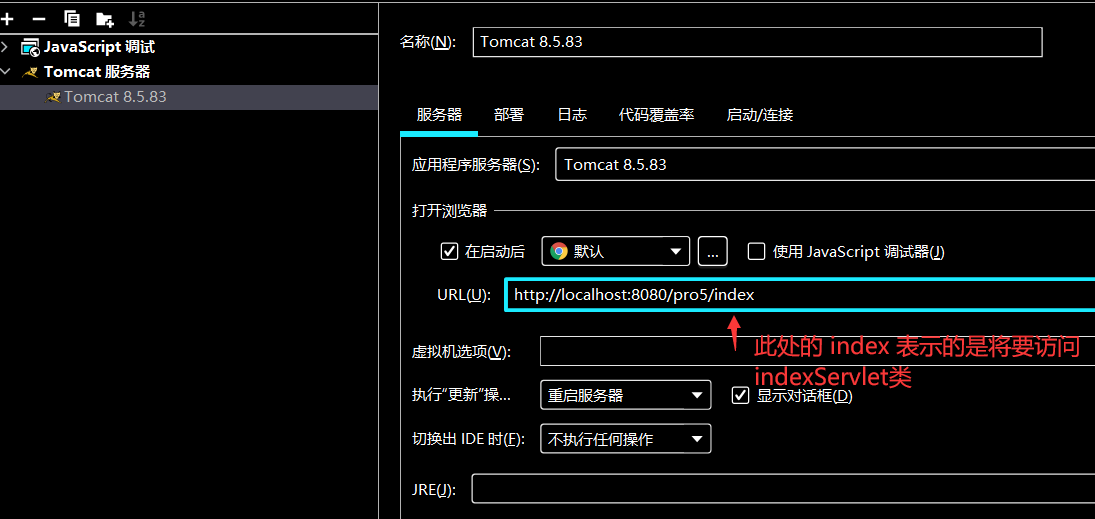 JavaScript 调试
Tomcat 服务器
Tomcat 8.5.83
名称(N):
Tomcat 8.5.83
服务器
部署
日志
代码覆盖率
启动/连接
应用程序服务器(S):
Tomcat 8.5.83
打开浏览器
在启动后
默认
...
使用 JavaScript 调试器(J)
URL(U):
http://localhost:8080/pro5/index
此处的 index 表示的是将要访问
indexServlet类
虚拟机选项(V):
执行“更新”操...
重启服务器
显示对话框(D)
切换出 IDE 时(F):
不执行任何操作
JRE(J):